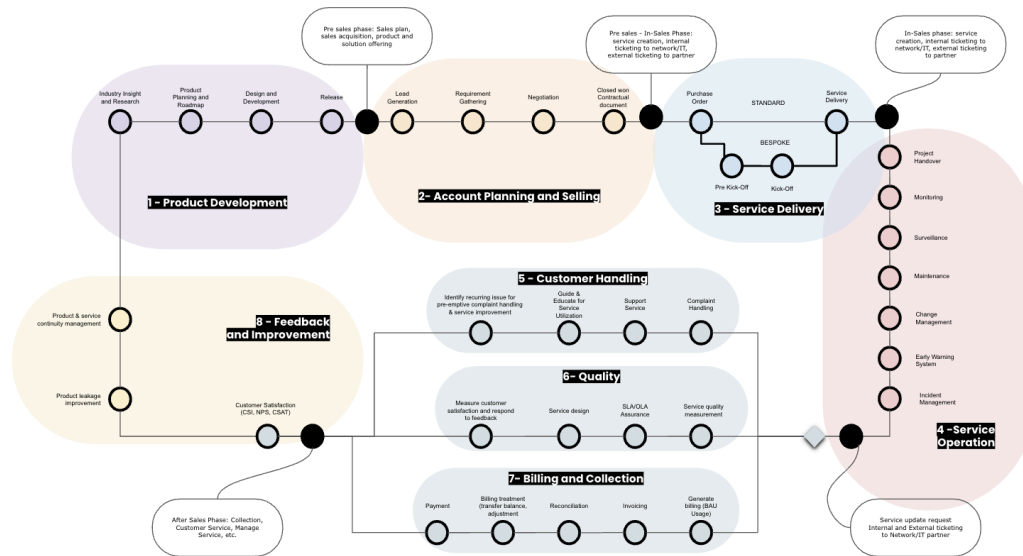 Pre sales phase: Sales plan,
sales acquisition, product and
solution offering
Pre sales - In-Sales Phase:
service creation, internal
ticketing to network/IT,
external ticketing to partner
In-Sales phase: service
creation, internal ticketing to
network/IT, external ticketing
to partner
Industry Insight
and Research
Product
Planning and
Roadmap
Design and
Development
Release
Lead
Generation
Requirement
Gathering
Negotiation
Closed won
Contractual
document
Purchase
Order
STANDARD
Service
Delivery
BESPOKE
Pre Kick-Off
Kick-Off
1 - Product Development
2- Account Planning and Selling
3 - Service Delivery
Project
Handover
Monitoring
Surveillance
Maintenance
Change
Management
Early Warning
System
Incident
Management
4 -Service
Operation
5 - Customer Handling
Identify recurring issue for
pre-emptive complaint handling
& service improvement
Guide &
Educate for
Service
Utilization
Support
Service
Complaint
Handling
Product & service
continuity management
8 - Feedback
and Improvement
Product leakage
improvement
Customer Satisfaction
(CSI, NPS, CSAT)
6- Quality
Measure customer
satisfaction and respond
to feedback
Service design
SLA/OLA
Assurance
Service quality
measurement
7- Billing and Collection
Payment
Billing treatment
(transfer balance,
adjustment
Reconciliation
Invoicing
Generate
billing (BAU
Usage)
After Sales Phase: Collection,
Customer Service, Manage
Service, etc.
Service update request
Internal and External ticketing
to Network/IT partner